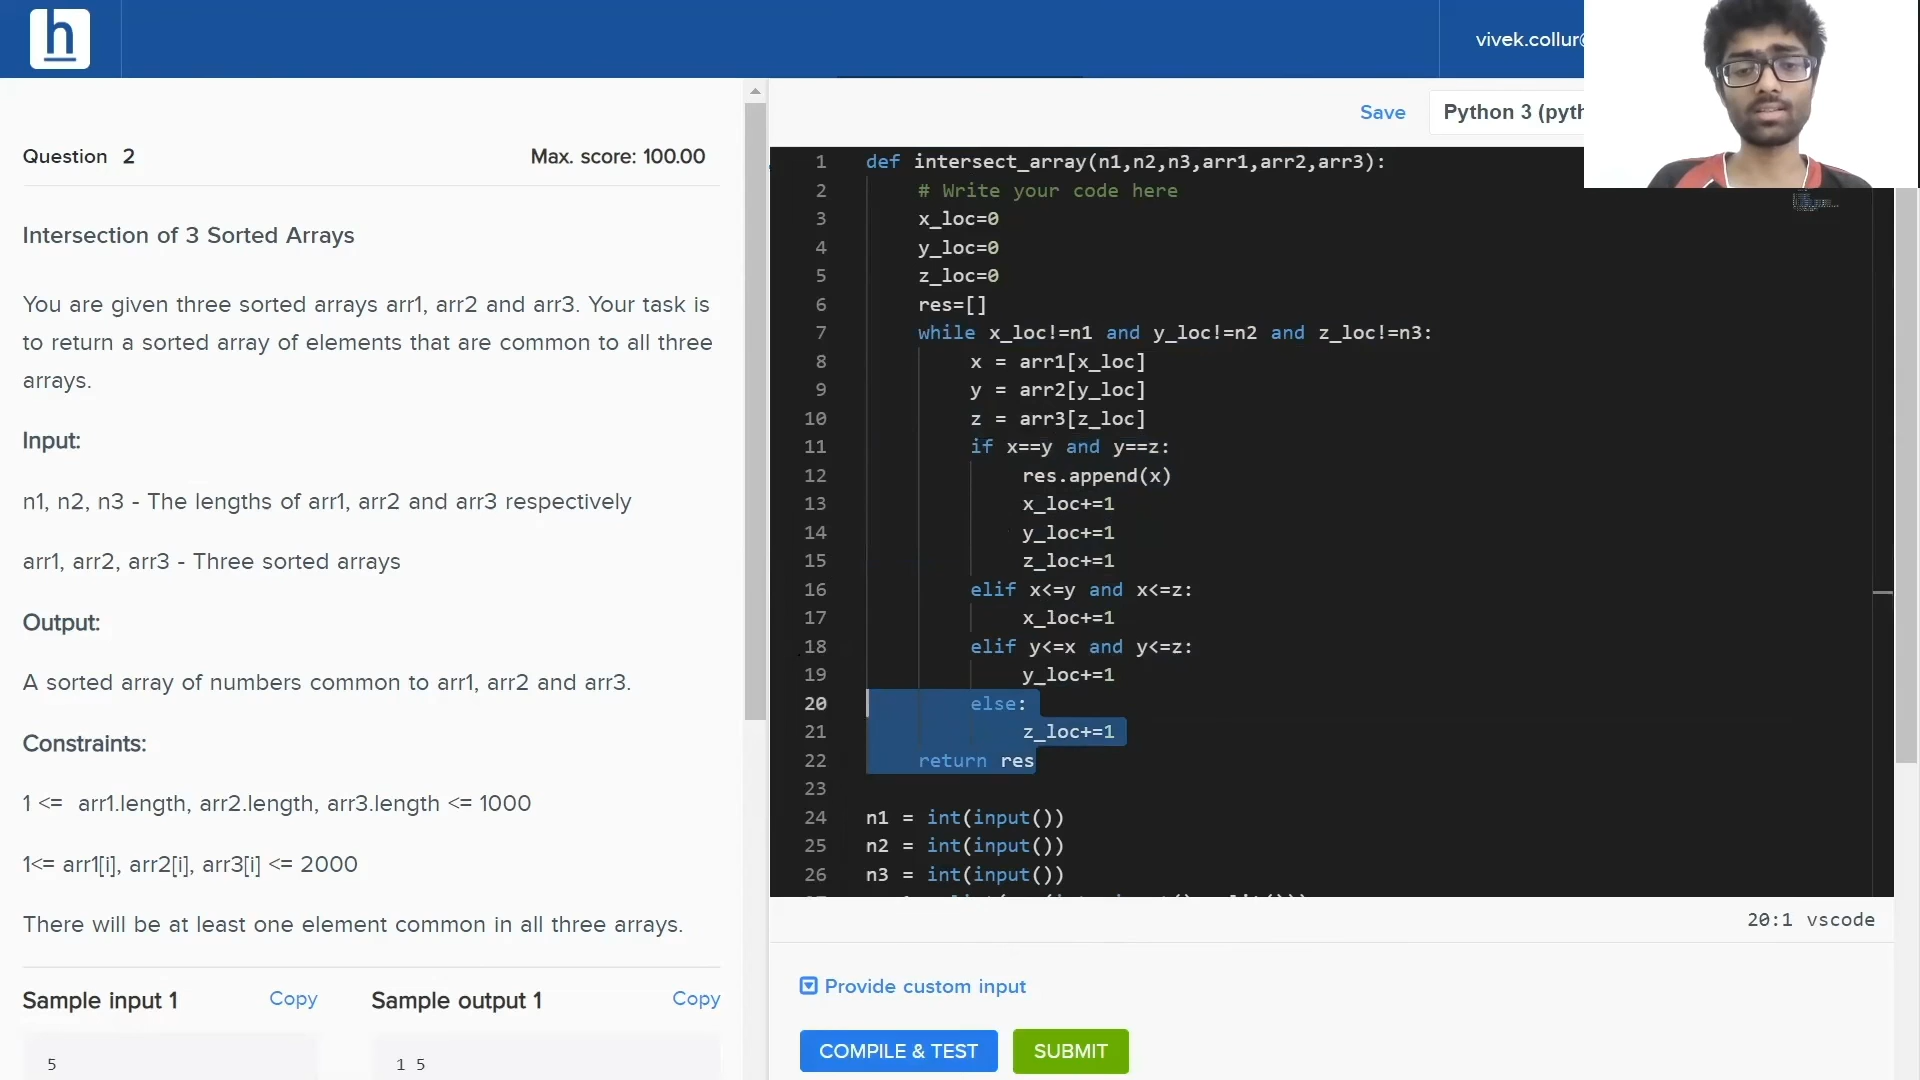 h
vivek.collur@
Save
Python 3 (pyth
Question 2
Max. score: 100.00
Intersection of 3 Sorted Arrays
You are given three sorted arrays arr1, arr2 and arr3. Your task is
to return a sorted array of elements that are common to all three
arrays.
Input:
n1, n2, n3 - The lengths of arr1, arr2 and arr3 respectively
arr1, arr2, arr3 - Three sorted arrays
Output:
A sorted array of numbers common to arr1, arr2 and arr3.
Constraints:
1 <= arr1.length, arr2.length, arr3.length <= 1000
1<= arr1[i], arr2[i], arr3[i] <= 2000
There will be at least one element common in all three arrays.
Sample input 1
Copy
Sample output 1
Copy
5
1 5
1 def intersect_array(n1,n2,n3,arr1,arr2,arr3):
2 # Write your code here
3 x_loc=0
4 y_loc=0
5 z_loc=0
6 res=[]
7 while x_loc!=n1 and y_loc!=n2 and z_loc!=n3:
8 x = arr1[x_loc]
9 y = arr2[y_loc]
10 z = arr3[z_loc]
11 if x==y and y==z:
12 res.append(x)
13 x_loc+=1
14 y_loc+=1
15 z_loc+=1
16 elif x<=y and x<=z:
17 x_loc+=1
18 elif y<=x and y<=z:
19 y_loc+=1
20 else:
21 z_loc+=1
22 return res
23
24 n1 = int(input())
25 n2 = int(input())
26 n3 = int(input())
20:1 vscode
Provide custom input
COMPILE & TEST
SUBMIT